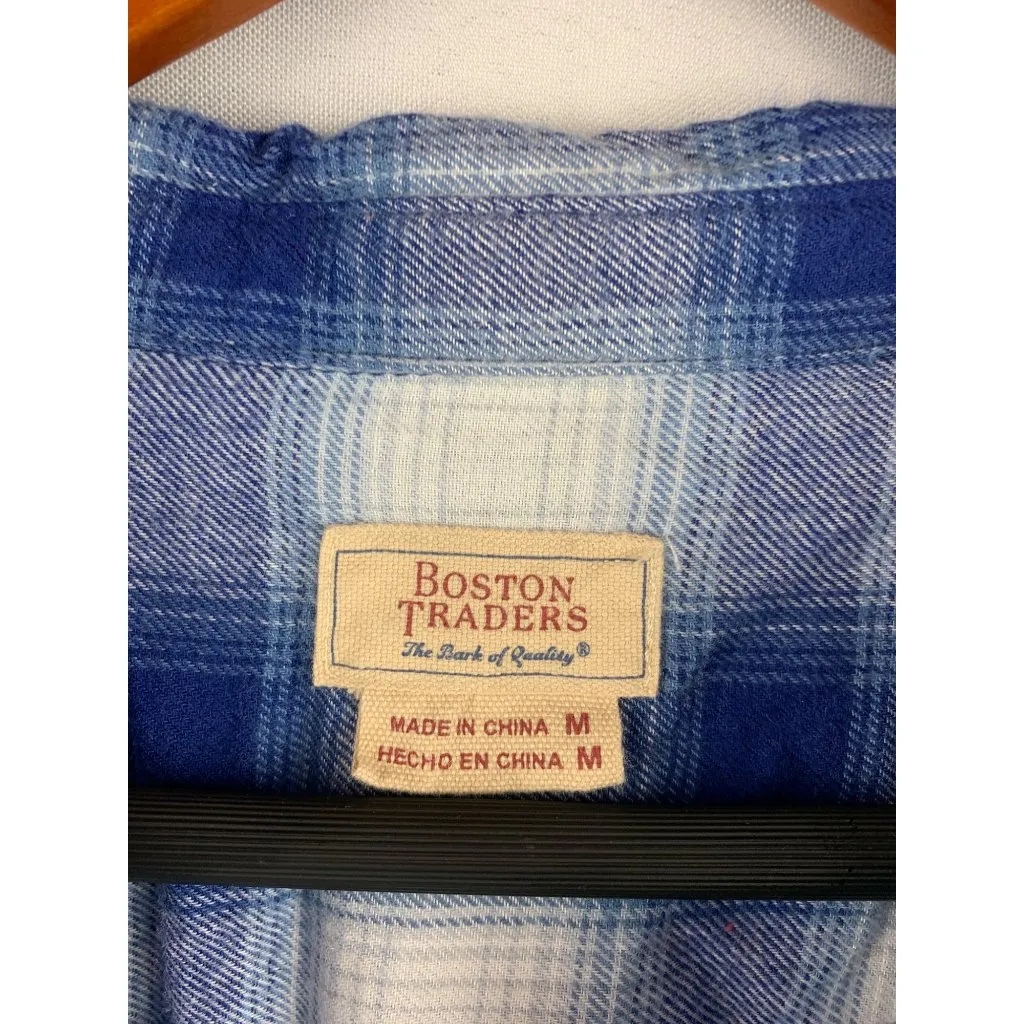 BOSTON
TRADERS
The Bark of Quality®
MADE IN CHINA M
HECHO EN CHINA M